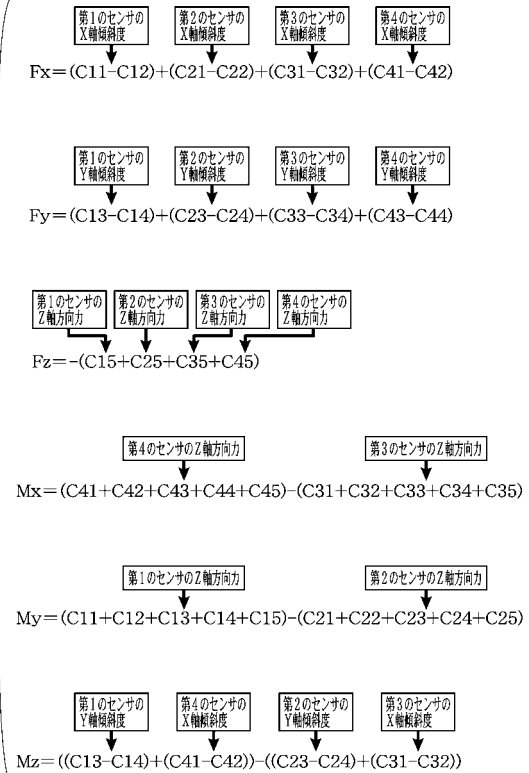 第1のセンサの
X軸傾斜度
第2のセンサの
X軸傾斜度
第3のセンサの
X軸傾斜度
第4のセンサの
X軸傾斜度
Fx=(C11-C12)+(C21-C22)+(C31-C32)+(C41-C42)
第1のセンサの
Y軸傾斜度
第2のセンサの
Y軸傾斜度
第3のセンサの
Y軸傾斜度
第4のセンサの
Y軸傾斜度
Fy=(C13-C14)+(C23-C24)+(C33-C34)+(C43-C44)
第1のセンサの
Z軸方向力
第2のセンサの
Z軸方向力
第3のセンサの
Z軸方向力
第4のセンサの
Z軸方向力
Fz=-(C15+C25+C35+C45)
第4のセンサのZ軸方向力
第3のセンサのZ軸方向力
Mx=(C41+C42+C43+C44+C45)-(C31+C32+C33+C34+C35)
第1のセンサのZ軸方向力
第2のセンサのZ軸方向力
My=(C11+C12+C13+C14+C15)-(C21+C22+C23+C24+C25)
第1のセンサの
Y軸傾斜度
第4のセンサの
X軸傾斜度
第2のセンサの
Y軸傾斜度
第3のセンサの
X軸傾斜度
Mz=((C13-C14)+(C41-C42))-((C23-C24)+(C31-C32))